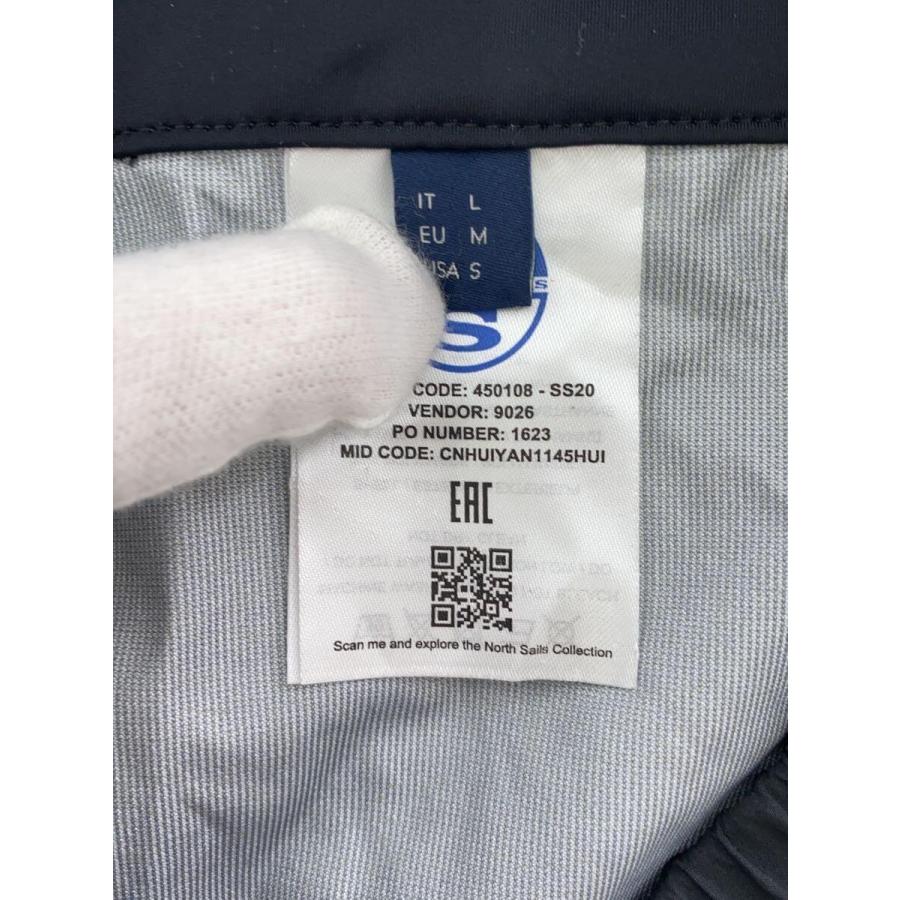 IT L
EU M
USA S
S
S
CODE: 450108 - SS20
VENDOR: 9026
PO NUMBER: 1623
MID CODE: CNHUIYAN1145HUI
EAC
Scan me and explore the North Sails Collection